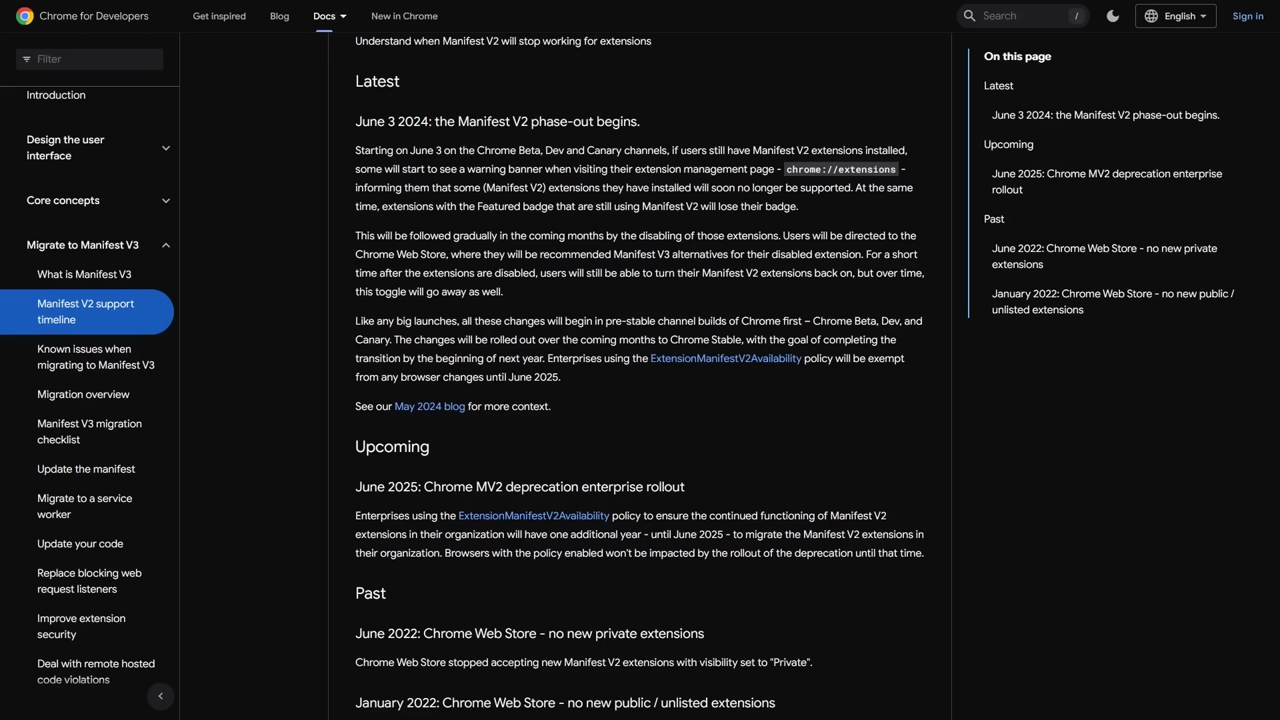 Chrome for Developers
Get inspired
Blog
Docs
New in Chrome
Search
/
English
Sign in
Filter
Introduction
Design the user
interface
Core concepts
Migrate to Manifest V3
What is Manifest V3
Manifest V2 support
timeline
Known issues when
migrating to Manifest V3
Migration overview
Manifest V3 migration
checklist
Update the manifest
Migrate to a service
worker
Update your code
Replace blocking web
request listeners
Improve extension
security
Deal with remote hosted
code violations
Understand when Manifest V2 will stop working for extensions
Latest
June 3 2024: the Manifest V2 phase-out begins.
Starting on June 3 on the Chrome Beta, Dev and Canary channels, if users still have Manifest V2 extensions installed,
some will start to see a warning banner when visiting their extension management page - chrome://extensions -
informing them that some (Manifest V2) extensions they have installed will soon no longer be supported. At the same
time, extensions with the Featured badge that are still using Manifest V2 will lose their badge.
This will be followed gradually in the coming months by the disabling of those extensions. Users will be directed to the
Chrome Web Store, where they will be recommended Manifest V3 alternatives for their disabled extension. For a short
time after the extensions are disabled, users will still be able to turn their Manifest V2 extensions back on, but over time,
this toggle will go away as well.
Like any big launches, all these changes will begin in pre-stable channel builds of Chrome first – Chrome Beta, Dev, and
Canary. The changes will be rolled out over the coming months to Chrome Stable, with the goal of completing the
transition by the beginning of next year. Enterprises using the ExtensionManifestV2Availability policy will be exempt
from any browser changes until June 2025.
See our May 2024 blog for more context.
Upcoming
June 2025: Chrome MV2 deprecation enterprise rollout
Enterprises using the ExtensionManifestV2Availability policy to ensure the continued functioning of Manifest V2
extensions in their organization will have one additional year - until June 2025 - to migrate the Manifest V2 extensions in
their organization. Browsers with the policy enabled won't be impacted by the rollout of the deprecation until that time.
Past
June 2022: Chrome Web Store - no new private extensions
Chrome Web Store stopped accepting new Manifest V2 extensions with visibility set to "Private".
January 2022: Chrome Web Store - no new public / unlisted extensions
On this page
Latest
June 3 2024: the Manifest V2 phase-out begins.
Upcoming
June 2025: Chrome MV2 deprecation enterprise
rollout
Past
June 2022: Chrome Web Store - no new private
extensions
January 2022: Chrome Web Store - no new public /
unlisted extensions